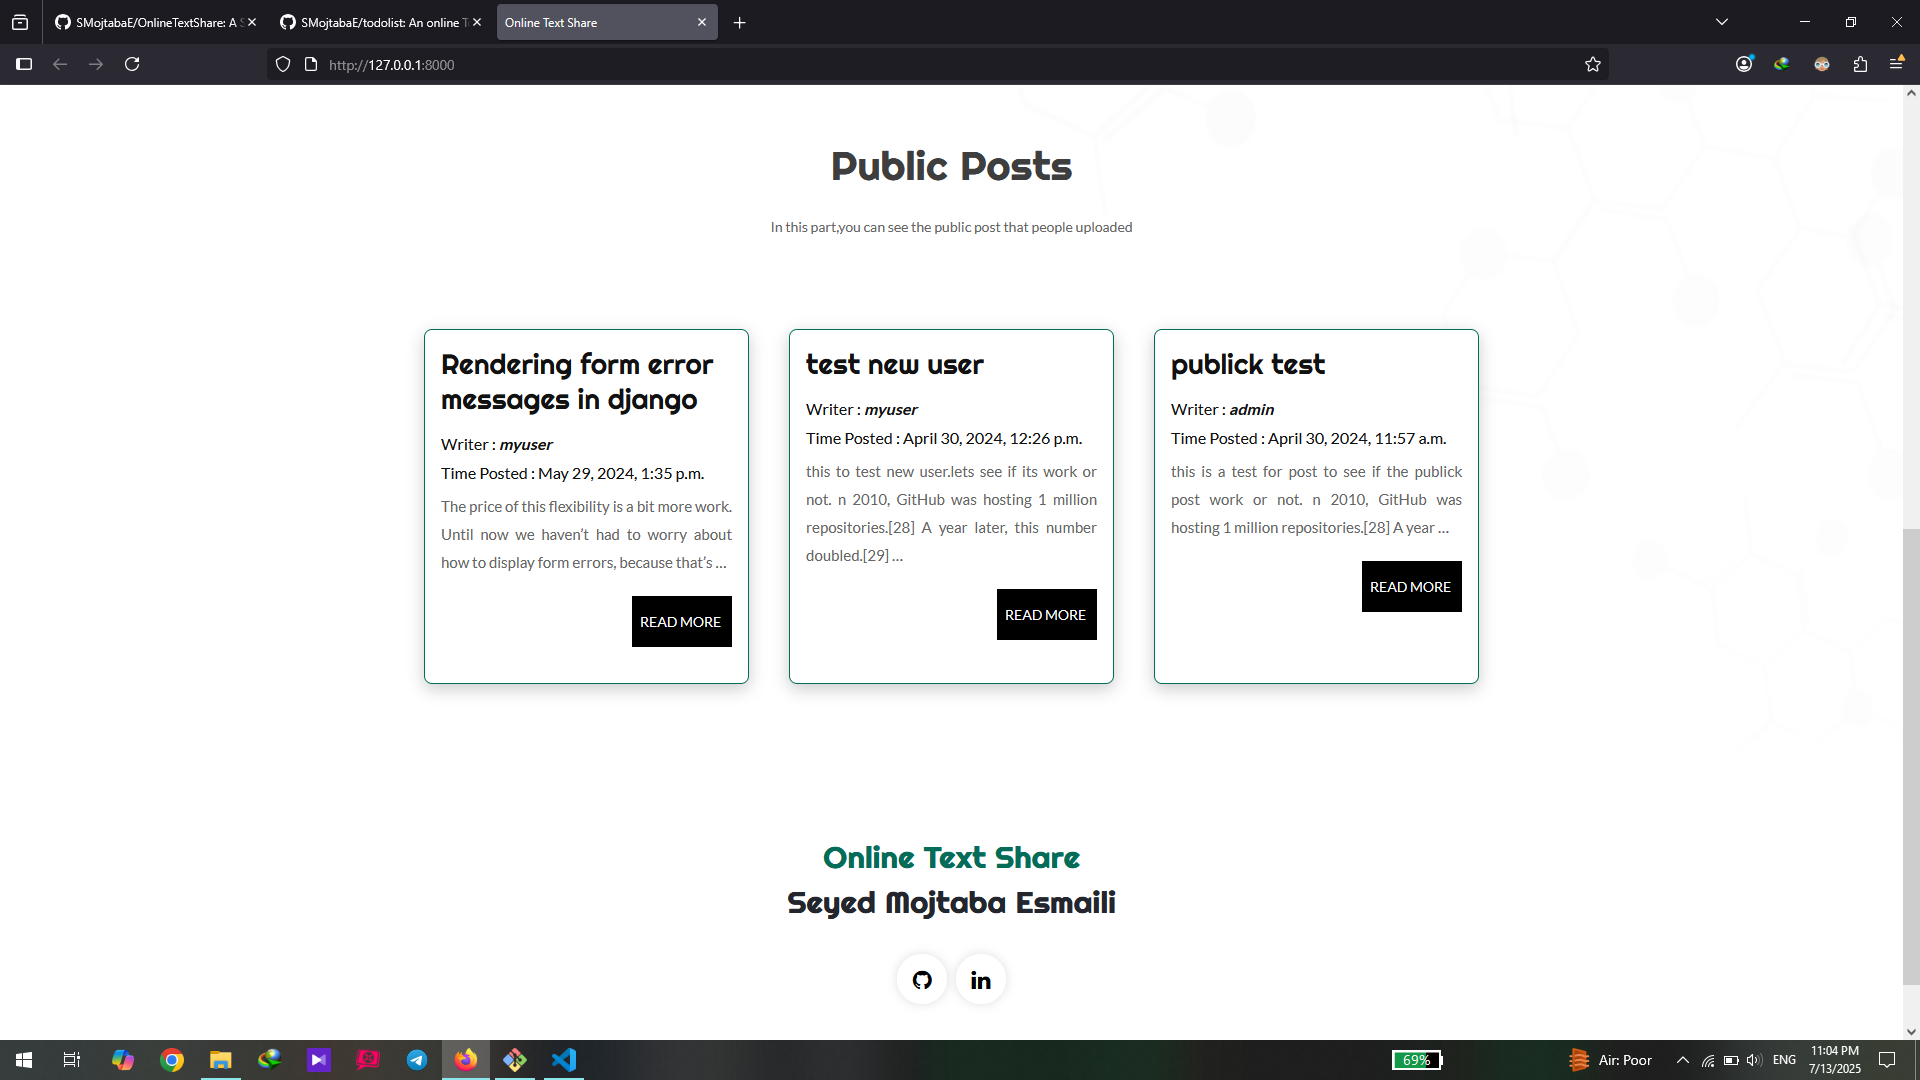 SMojtabaE/OnlineTextShare: A S
SMojtabaE/todolist: An online T
Online Text Share
http://127.0.0.1:8000
Public Posts
In this part,you can see the public post that people uploaded
Rendering form error
messages in django
Writer : myuser
Time Posted : May 29, 2024, 1:35 p.m.
The price of this flexibility is a bit more work.
Until now we haven’t had to worry about
how to display form errors, because that’s …
READ MORE
test new user
Writer : myuser
Time Posted : April 30, 2024, 12:26 p.m.
this to test new user.lets see if its work or
not. n 2010, GitHub was hosting 1 million
repositories.[28] A year later, this number
doubled.[29] …
READ MORE
publick test
Writer : admin
Time Posted : April 30, 2024, 11:57 a.m.
this is a test for post to see if the publick
post work or not. n 2010, GitHub was
hosting 1 million repositories.[28] A year …
READ MORE
Online Text Share
Seyed Mojtaba Esmaili
in
69%
Air: Poor
ENG
11:04 PM
7/13/2025